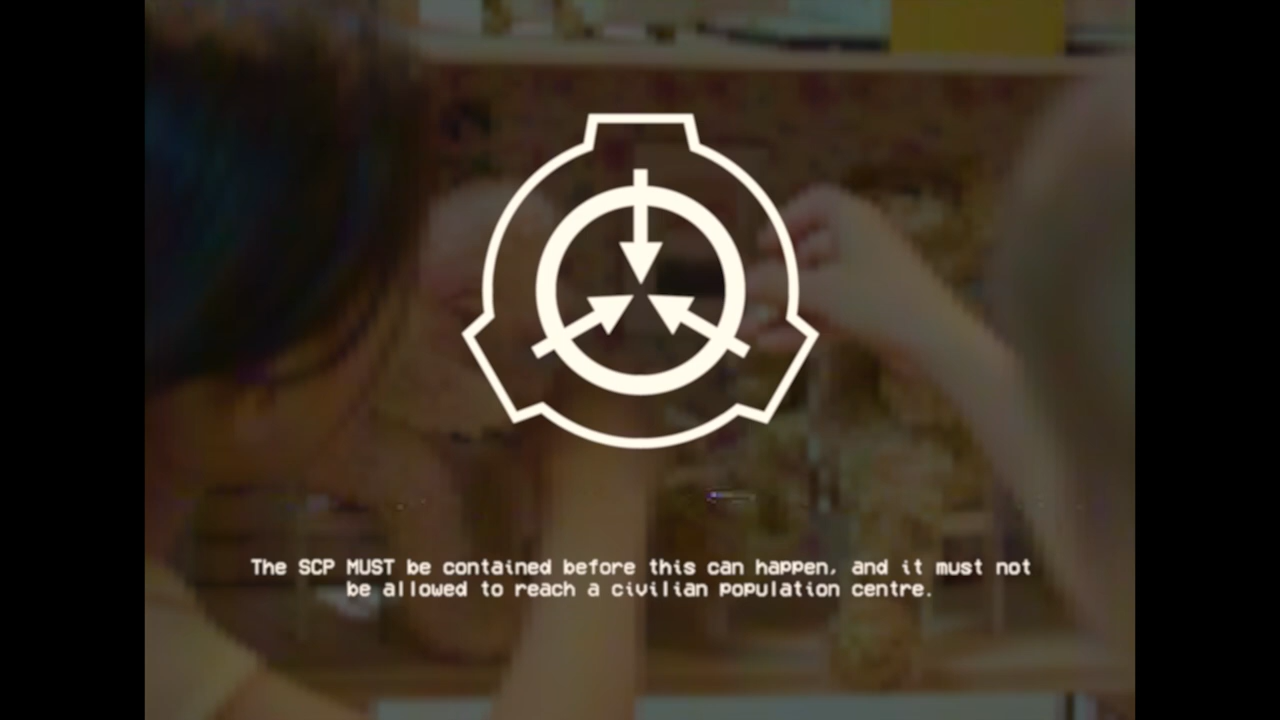 The SCP MUST be contained before this can happen, and it must not
be allowed to reach a civilian population centre.